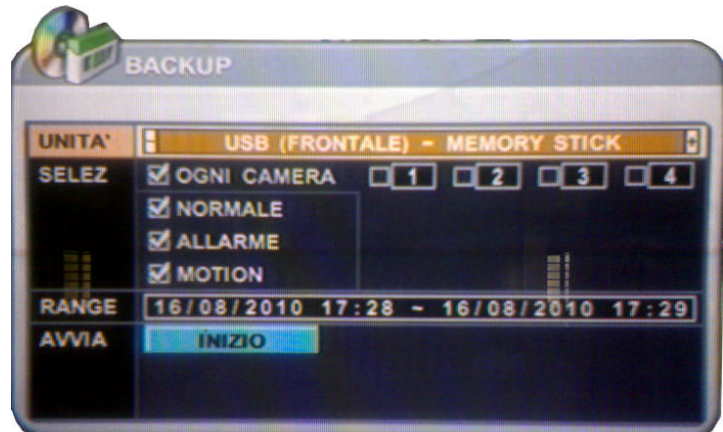 BACKUP
UNITA' USB (FRONTALE) - MEMORY STICK
SELEZ OGNI CAMERA 1 2 3 4
NORMALE
ALLARME
MOTION
RANGE 16/08/2010 17:28 ~ 16/08/2010 17:29
AVVIA INIZIO